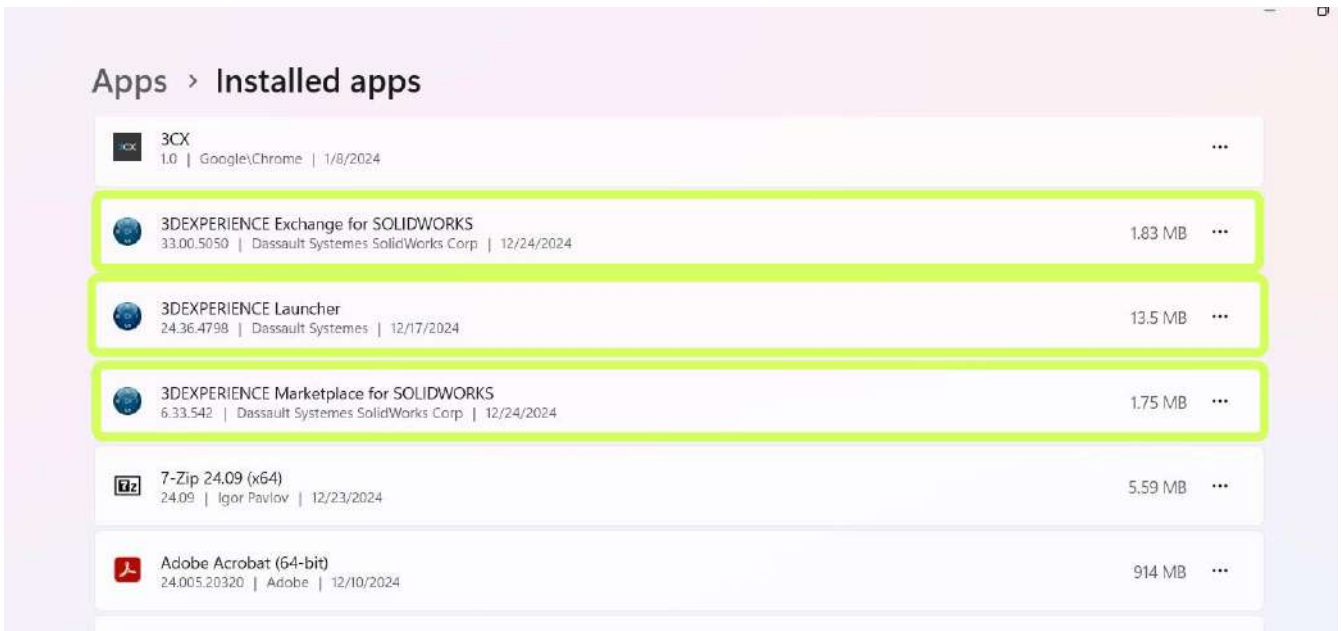 Apps > Installed apps
3CX
3CX
1.0 | Google\Chrome | 1/8/2024
3DEXPERIENCE Exchange for SOLIDWORKS
33.00.5050 | Dassault Systemes SolidWorks Corp | 12/24/2024
1.83 MB
3DEXPERIENCE Launcher
24.36.4798 | Dassault Systemes | 12/17/2024
13.5 MB
3DEXPERIENCE Marketplace for SOLIDWORKS
6.33.542 | Dassault Systemes SolidWorks Corp | 12/24/2024
1.75 MB
7z
7-Zip 24.09 (x64)
24.09 | Igor Pavlov | 12/23/2024
5.59 MB
Adobe Acrobat (64-bit)
24.005.20320 | Adobe | 12/10/2024
914 MB